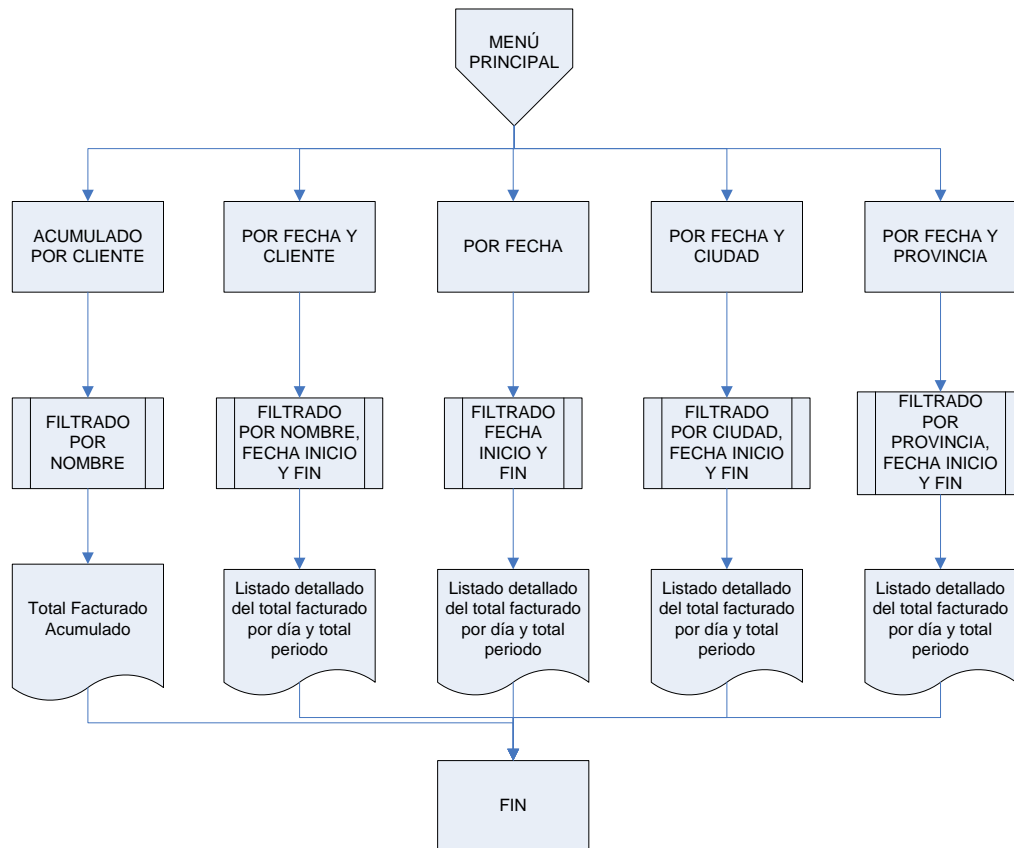 MENÚ
PRINCIPAL
ACUMULADO
POR CLIENTE
POR FECHA Y
CLIENTE
POR FECHA
POR FECHA Y
CIUDAD
POR FECHA Y
PROVINCIA
FILTRADO
POR
NOMBRE
FILTRADO
POR NOMBRE,
FECHA INICIO
Y FIN
FILTRADO
FECHA
INICIO Y
FIN
FILTRADO
POR CIUDAD,
FECHA INICIO
Y FIN
FILTRADO
POR
PROVINCIA,
FECHA INICIO
Y FIN
Total Facturado
Acumulado
Listado detallado
del total facturado
por día y total
periodo
Listado detallado
del total facturado
por día y total
periodo
Listado detallado
del total facturado
por día y total
periodo
Listado detallado
del total facturado
por día y total
periodo
FIN